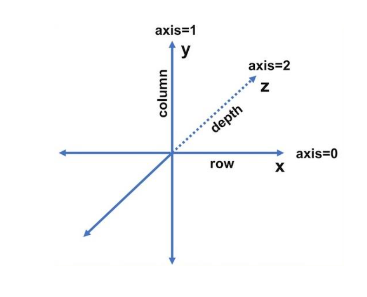 axis=1
y
column
axis=2
z
depth
row
x
axis=0